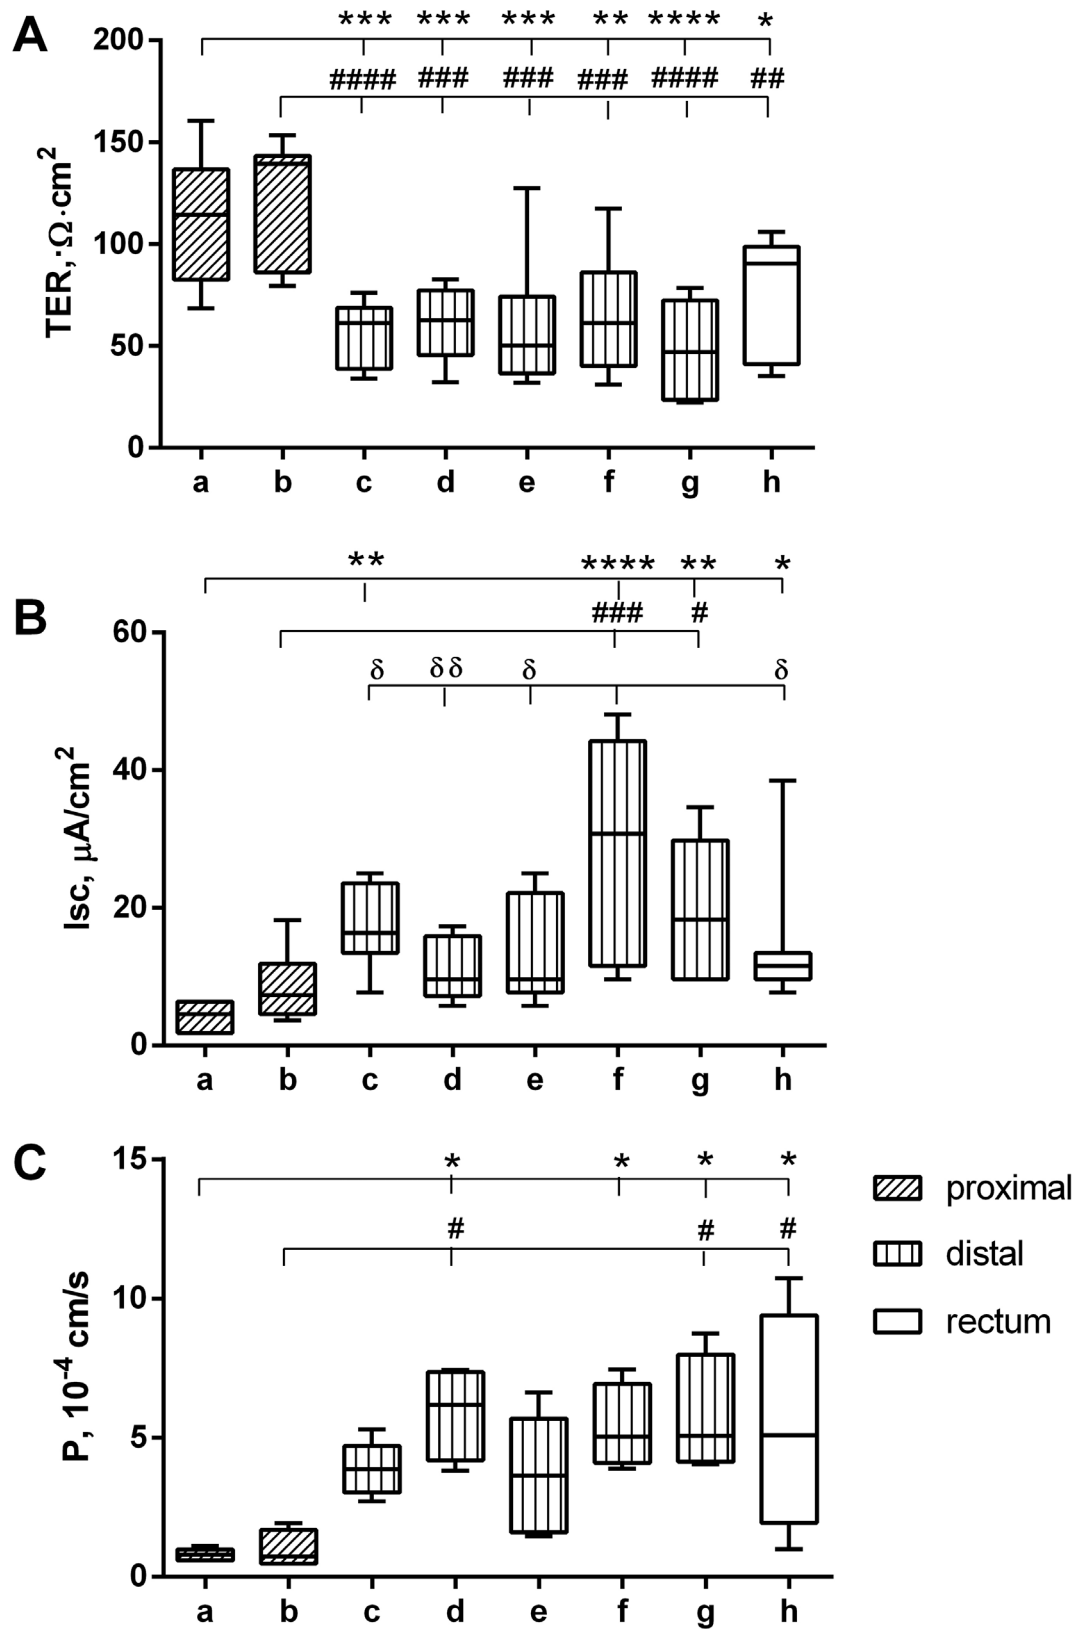 A
*** *** *** ** **** *
200
#### ### ### ### #### ##
150
100
50
0
TER,·Ω·cm2
a b c d e f g h
B
** **** ** *
### #
60
δ δδ δ δ
40
20
0
Isc, μA/cm2
a b c d e f g h
C
15
* * * *
# # #
10
5
0
P, 10-4 cm/s
a b c d e f g h
proximal
distal
rectum